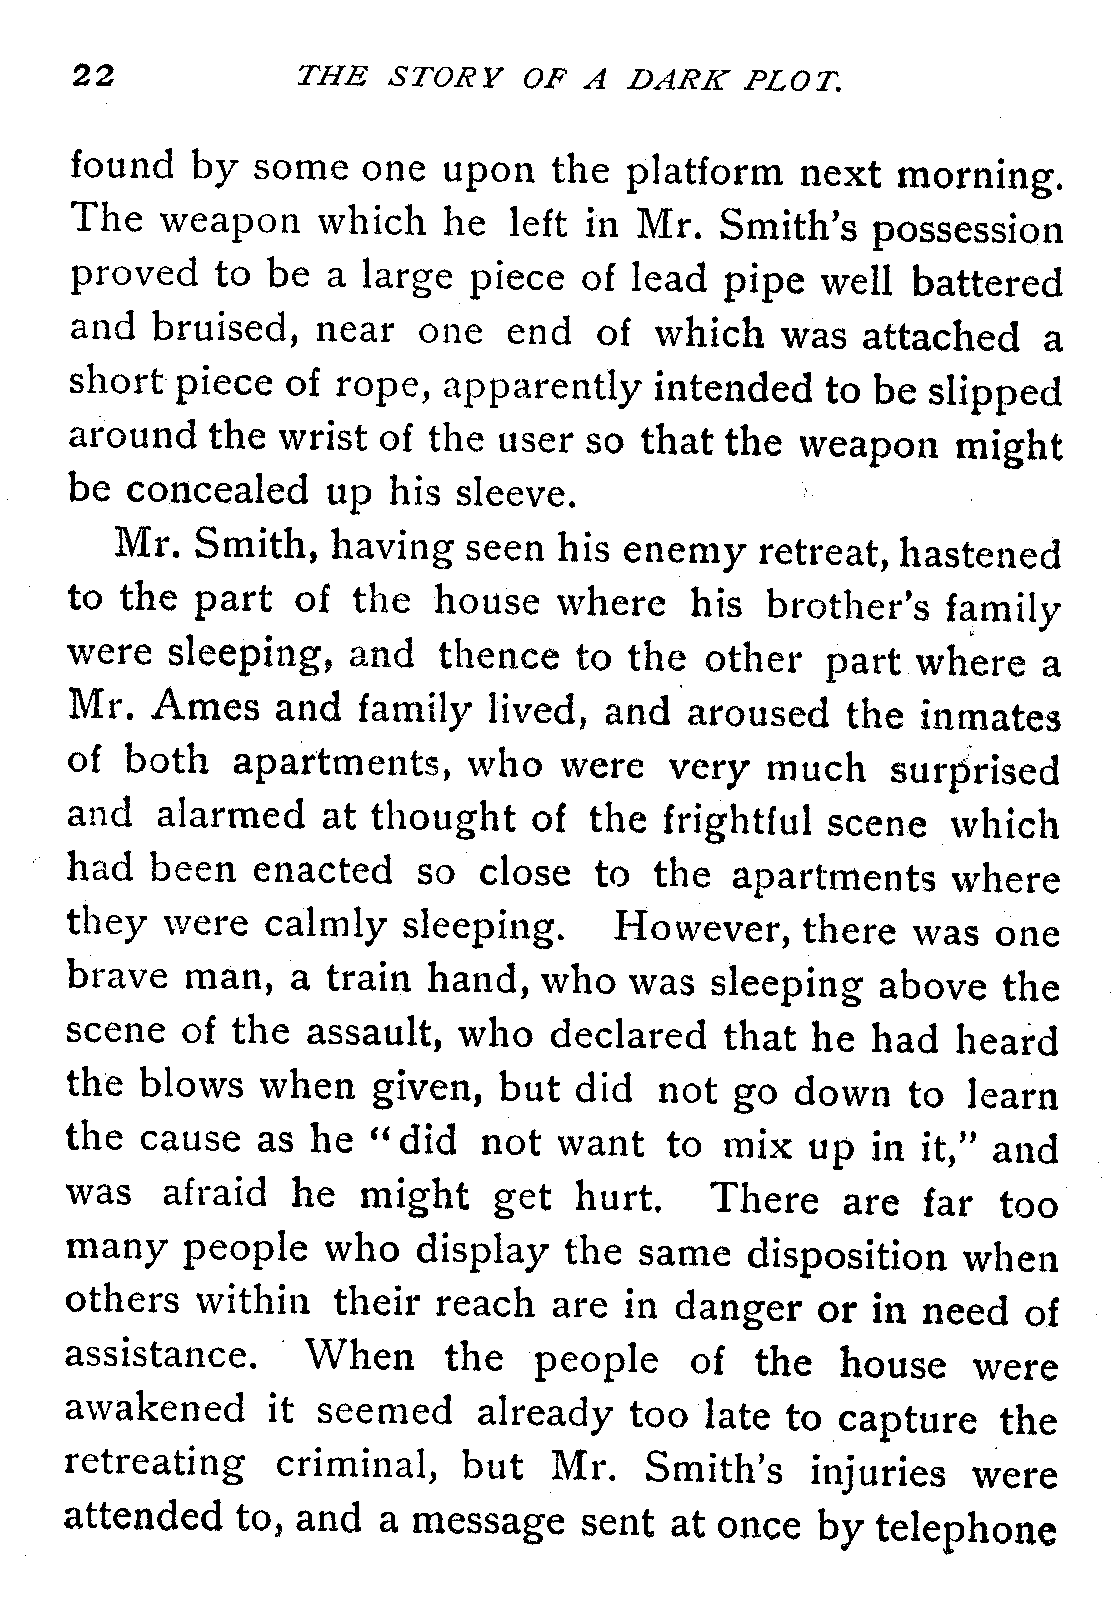 22 THE STORY OF A DARK PLOT.
found by some one upon the platform next morning.
The weapon which he left in Mr. Smith's possession
proved to be a large piece of lead pipe well battered
and bruised, near one end of which was attached a
short piece of rope, apparently intended to be slipped
around the wrist of the user so that the weapon might
be concealed up his sleeve.
Mr. Smith, having seen his enemy retreat, hastened
to the part of the house where his brother's family
were sleeping, and thence to the other part where a
Mr. Ames and family lived, and aroused the inmates
of both apartments, who were very much surprised
and alarmed at thought of the frightful scene which
had been enacted so close to the apartments where
they were calmly sleeping. However, there was one
brave man, a train hand, who was sleeping above the
scene of the assault, who declared that he had heard
the blows when given, but did not go down to learn
the cause as he "did not want to mix up in it," and
was afraid he might get hurt. There are far too
many people who display the same disposition when
others within their reach are in danger or in need of
assistance. When the people of the house were
awakened it seemed already too late to capture the
retreating criminal, but Mr. Smith's injuries were
attended to, and a message sent at once by telephone